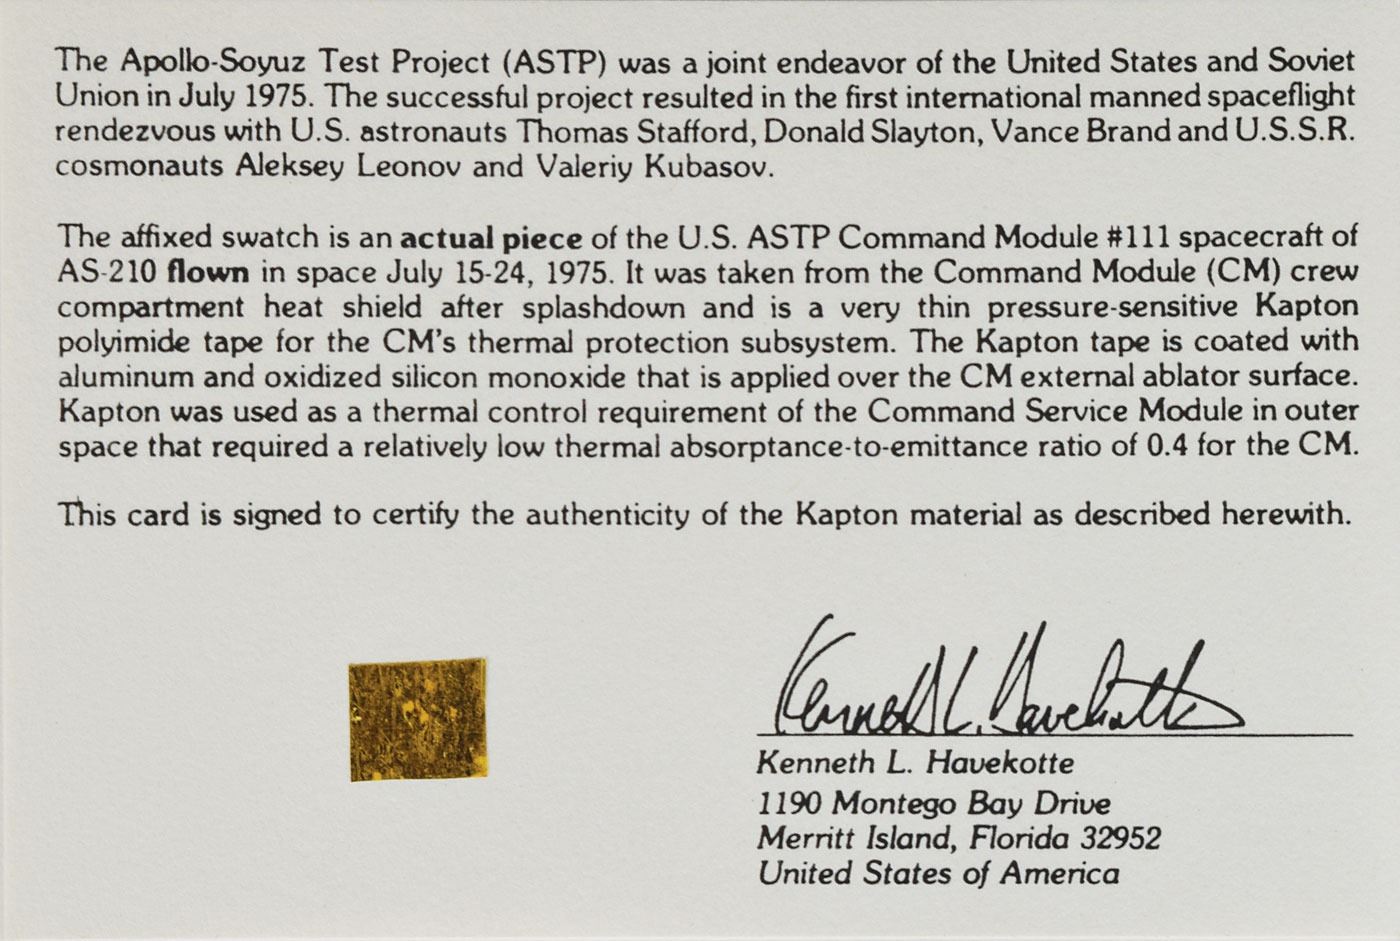 The Apollo-Soyuz Test Project (ASTP) was a joint endeavor of the United States and Soviet
Union in July 1975. The successful project resulted in the first international manned spaceflight
rendezvous with U.S. astronauts Thomas Stafford, Donald Slayton, Vance Brand and U.S.S.R.
cosmonauts Aleksey Leonov and Valeriy Kubasov.
The affixed swatch is an actual piece of the U.S. ASTP Command Module #111 spacecraft of
AS-210 flown in space July 15-24, 1975. It was taken from the Command Module (CM) crew
compartment heat shield after splashdown and is a very thin pressure-sensitive Kapton
polyimide tape for the CM's thermal protection subsystem. The Kapton tape is coated with
aluminum and oxidized silicon monoxide that is applied over the CM external ablator surface.
Kapton was used as a thermal control requirement of the Command Service Module in outer
space that required a relatively low thermal absorptance-to-emittance ratio of 0.4 for the CM.
This card is signed to certify the authenticity of the Kapton material as described herewith.
Kenneth L. Havekotte
Kenneth L. Havekotte
1190 Montego Bay Drive
Merritt Island, Florida 32952
United States of America